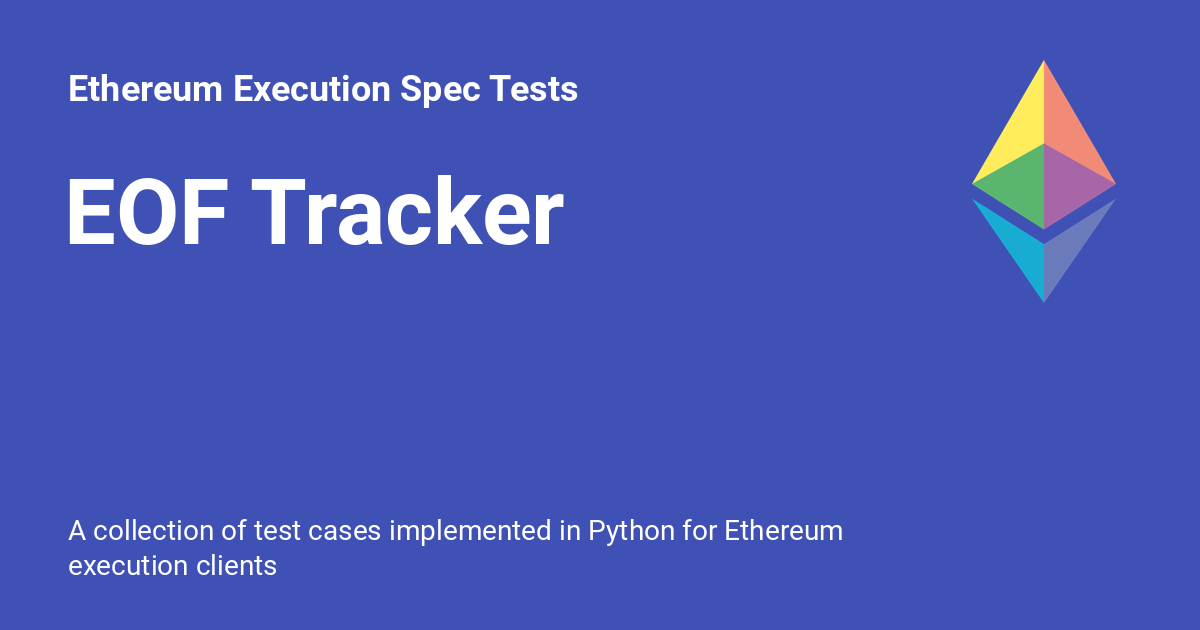 Ethereum Execution Spec Tests
EOF Tracker
A collection of test cases implemented in Python for Ethereum
execution clients